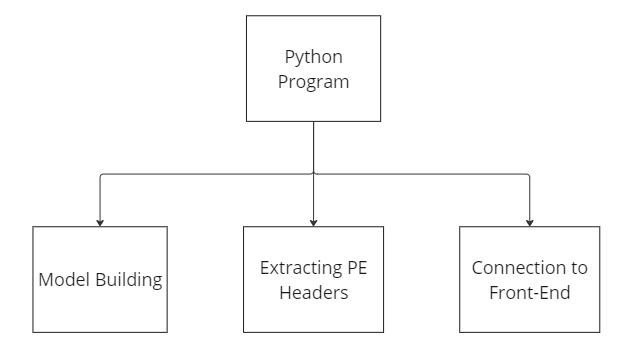 Python
Program
Model Building
Extracting PE
Headers
Connection to
Front-End